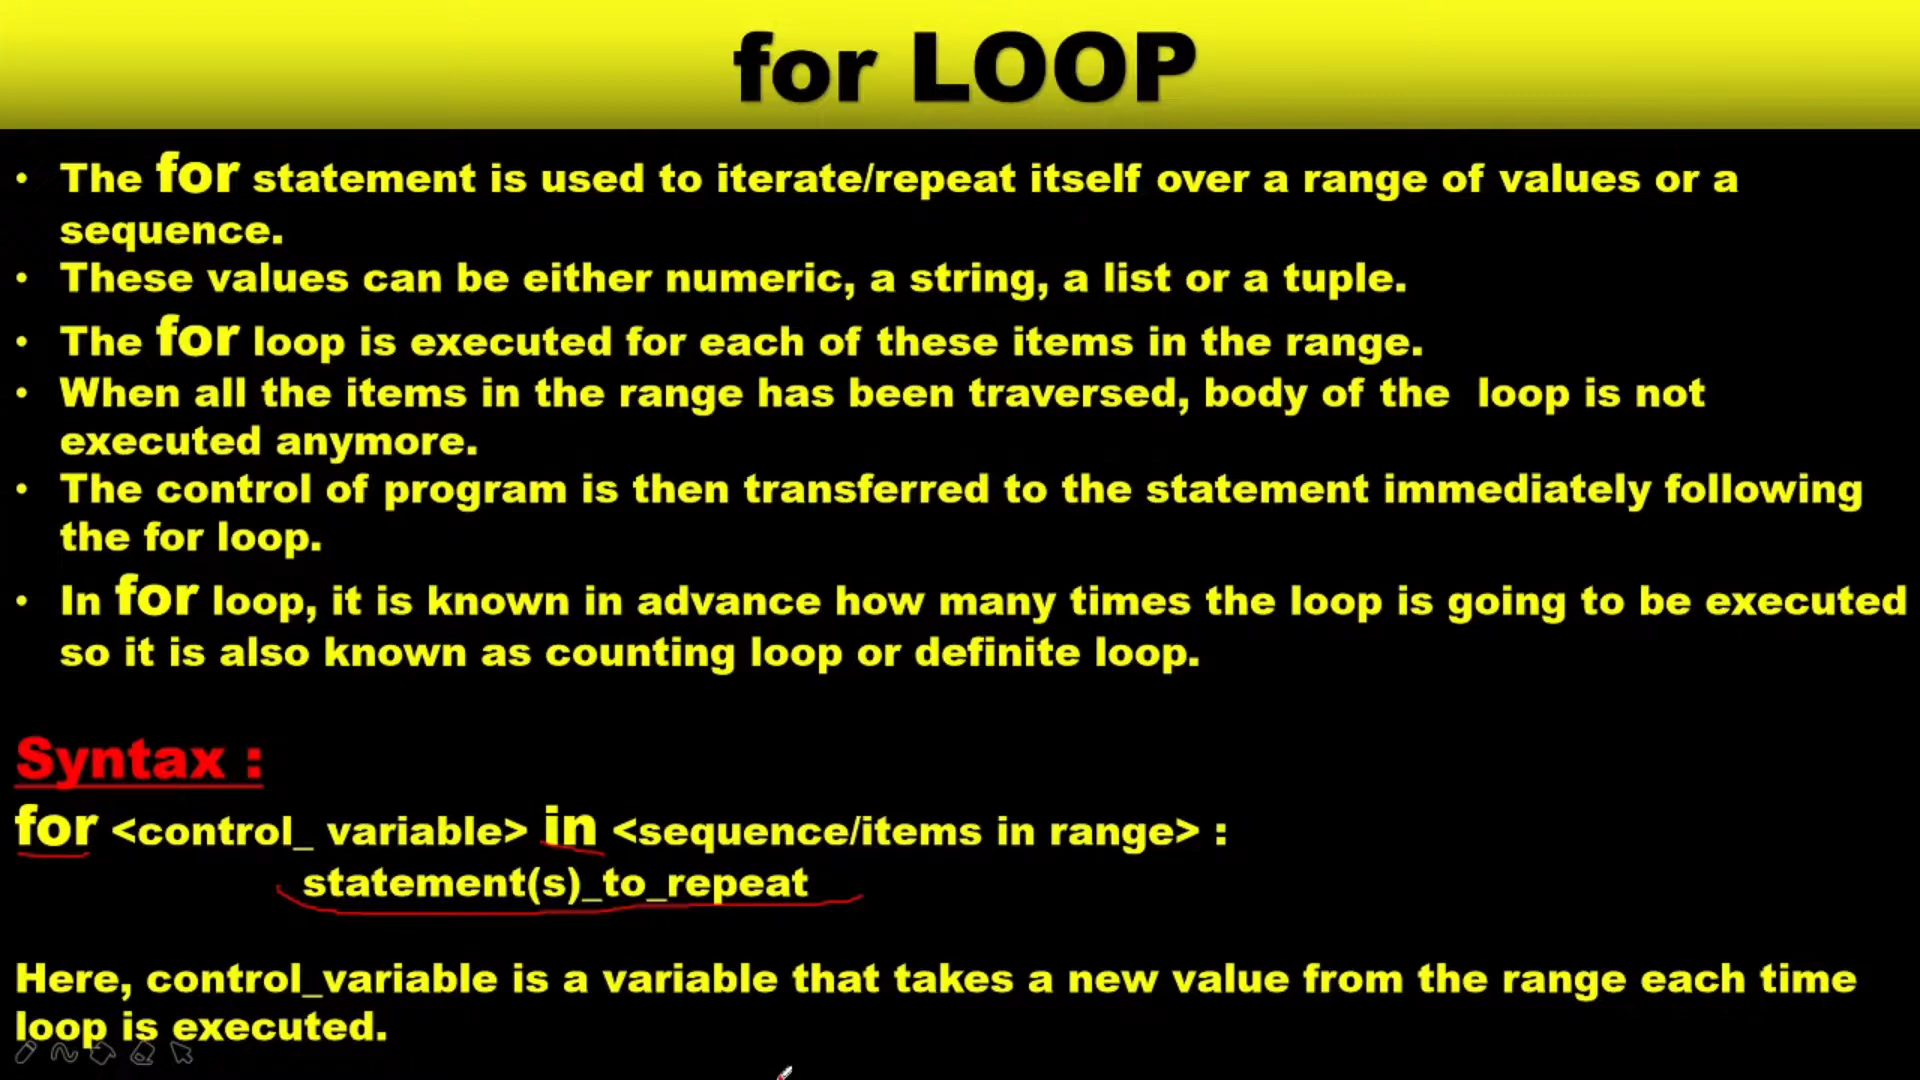 for LOOP
• The for statement is used to iterate/repeat itself over a range of values or a
sequence.
• These values can be either numeric, a string, a list or a tuple.
• The for loop is executed for each of these items in the range.
• When all the items in the range has been traversed, body of the  loop is not
executed anymore.
• The control of program is then transferred to the statement immediately following
the for loop.
• In for loop, it is known in advance how many times the loop is going to be executed
so it is also known as counting loop or definite loop.
Syntax :
for <control_ variable> in <sequence/items in range> :
statement(s)_to_repeat
Here, control_variable is a variable that takes a new value from the range each time
loop is executed.